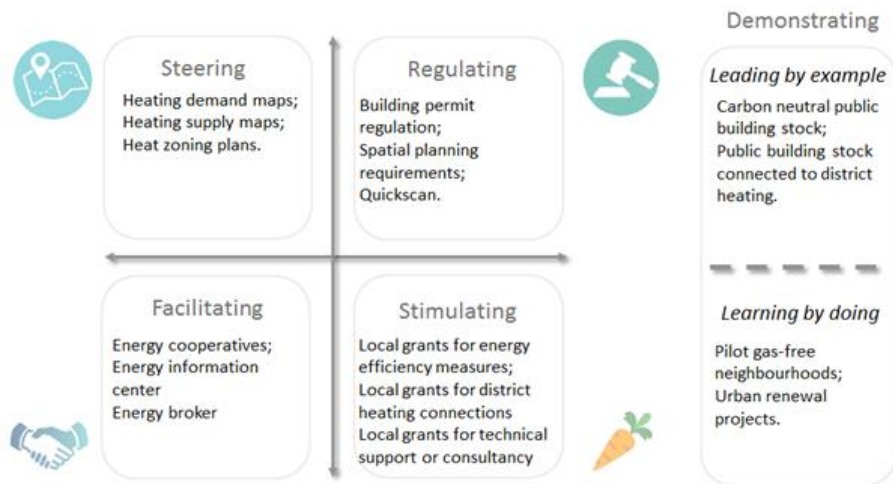 Steering
Heating demand maps;
Heating supply maps;
Heat zoning plans.
Regulating
Building permit
regulation;
Spatial planning
requirements;
Quickscan.
Facilitating
Energy cooperatives;
Energy information
center
Energy broker
Stimulating
Local grants for energy
efficiency measures;
Local grants for district
heating connections
Local grants for technical
support or consultancy
Demonstrating
Leading by example
Carbon neutral public
building stock;
Public building stock
connected to district
heating.
Learning by doing
Pilot gas-free
neighbourhoods;
Urban renewal
projects.